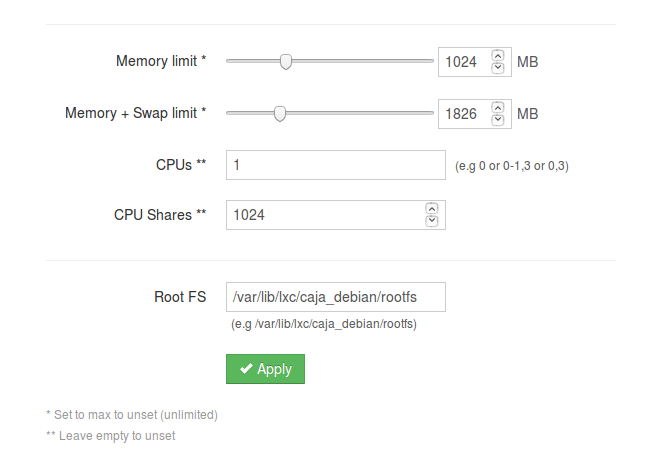 Memory limit * 1024 MB
Memory + Swap limit * 1826 MB
CPUs ** 1 (e.g 0 or 0-1,3 or 0,3)
CPU Shares ** 1024
Root FS /var/lib/lxc/caja_debian/rootfs
(e.g /var/lib/lxc/caja_debian/rootfs)
Apply
* Set to max to unset (unlimited)
** Leave empty to unset